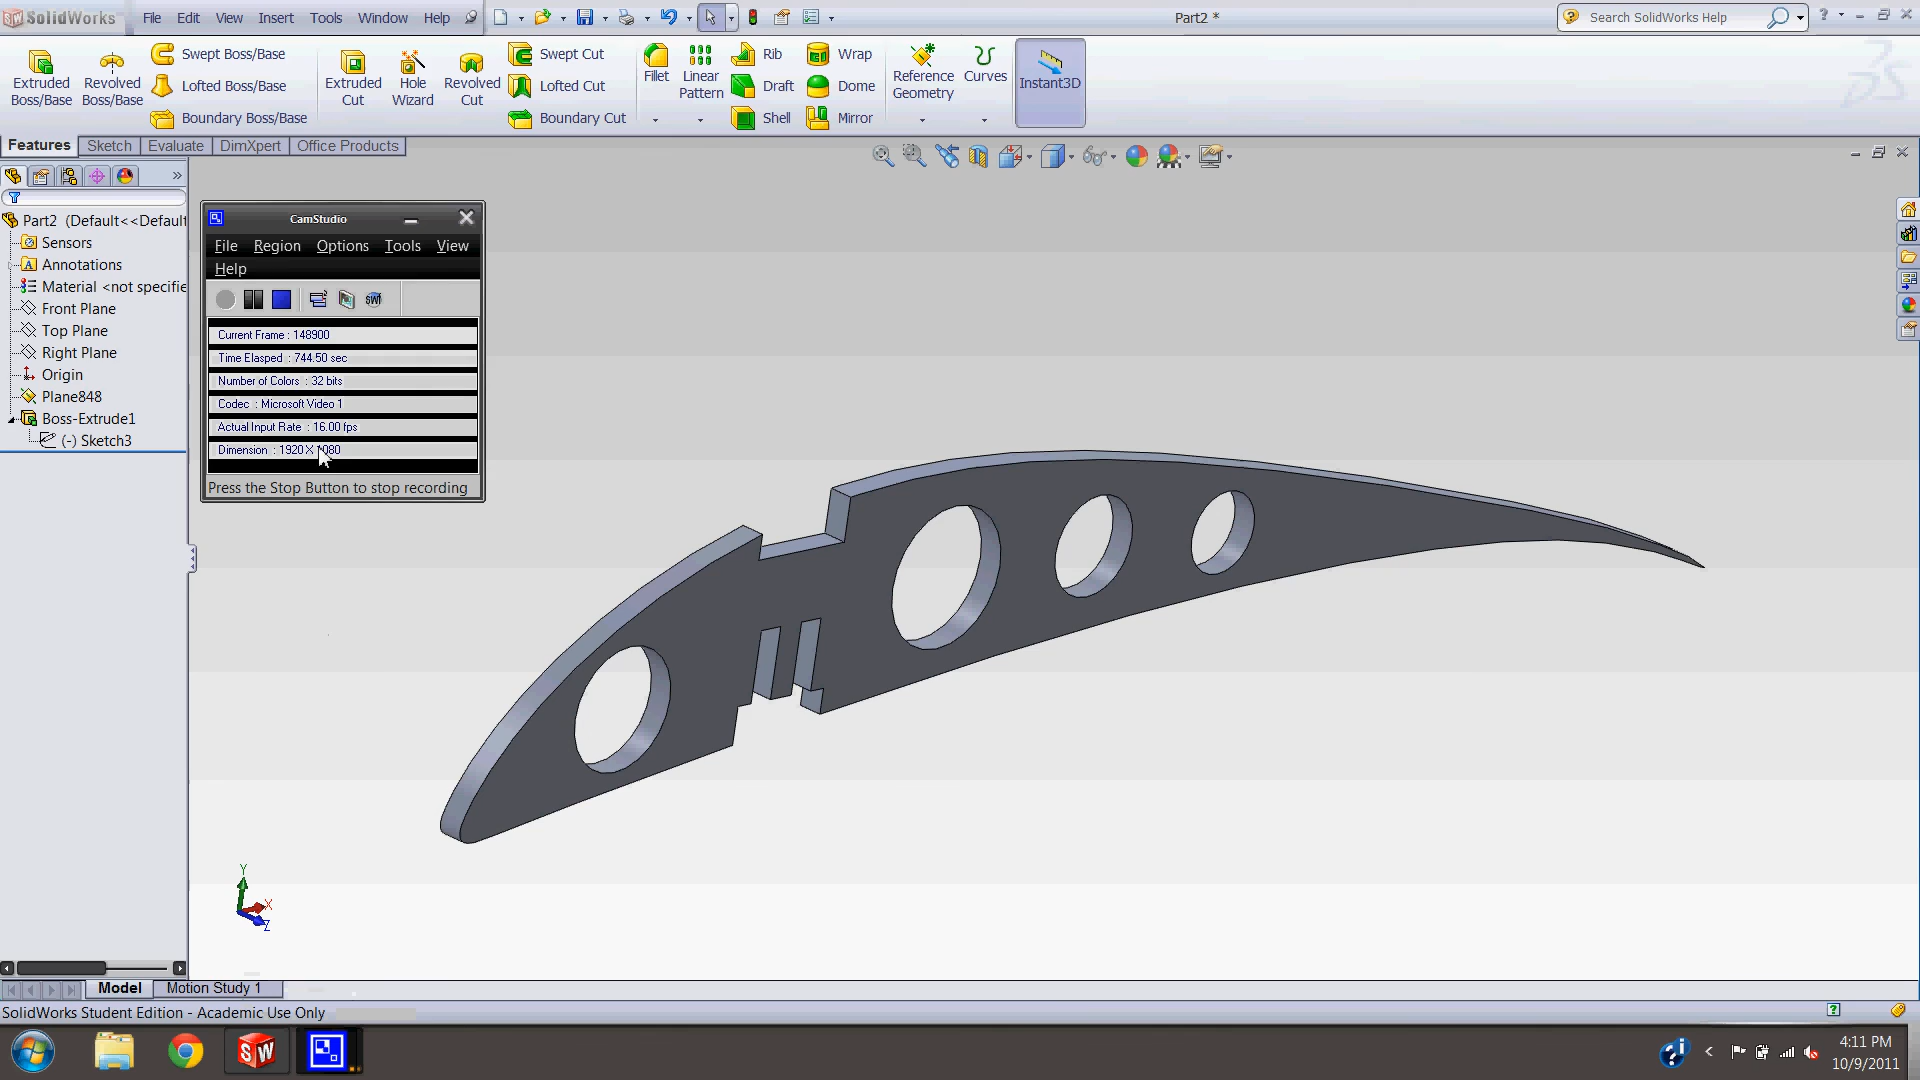 SolidWorks File Edit View Insert Tools Window Help Part2 * Search SolidWorks Help
Extruded Boss/Base
Revolved Boss/Base
Swept Boss/Base
Lofted Boss/Base
Boundary Boss/Base
Extruded Cut
Hole Wizard
Revolved Cut
Swept Cut
Lofted Cut
Boundary Cut
Fillet
Linear Pattern
Rib
Draft
Shell
Wrap
Dome
Mirror
Reference Geometry
Curves
Instant3D
Features Sketch Evaluate DimXpert Office Products
Part2 (Default<<Default
Sensors
Annotations
Material <not specifie
Front Plane
Top Plane
Right Plane
Origin
Plane848
Boss-Extrude1
(-) Sketch3
CamStudio
File Region Options Tools View
Help
Current Frame : 148900
Time Elasped : 744.50 sec
Number of Colors : 32 bits
Codec : Microsoft Video 1
Actual Input Rate : 16.00 fps
Dimension : 1920 X 1080
Press the Stop Button to stop recording
Y
X
Z
Model Motion Study 1
SolidWorks Student Edition - Academic Use Only
4:11 PM
10/9/2011